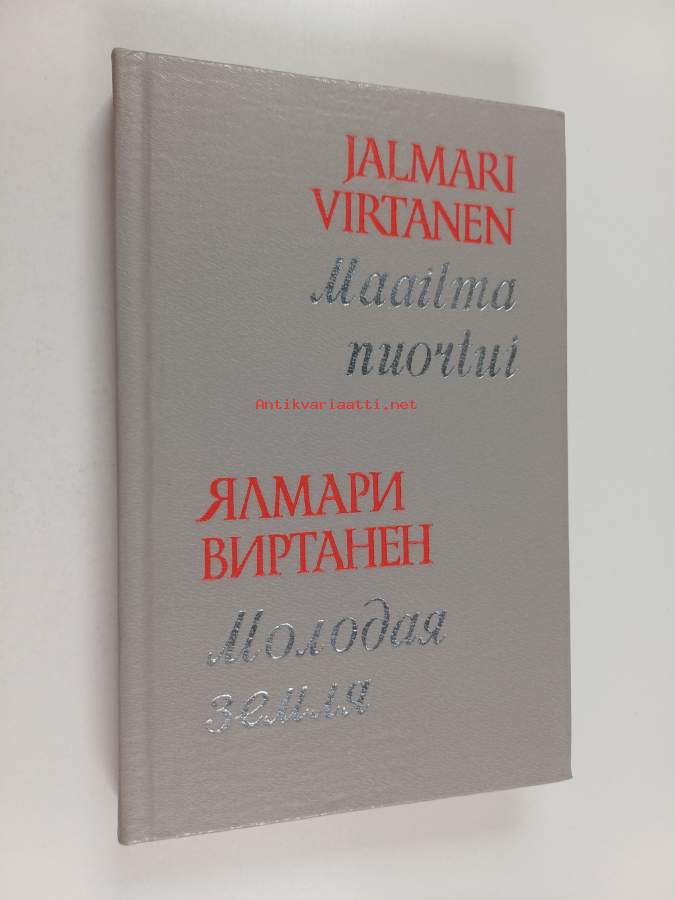 JALMARI
VIRTANEN
Maailma
nuortui
Antikvariaatti.net
ЯЛМАРИ
ВИРТАНЕН
Молодая
земля